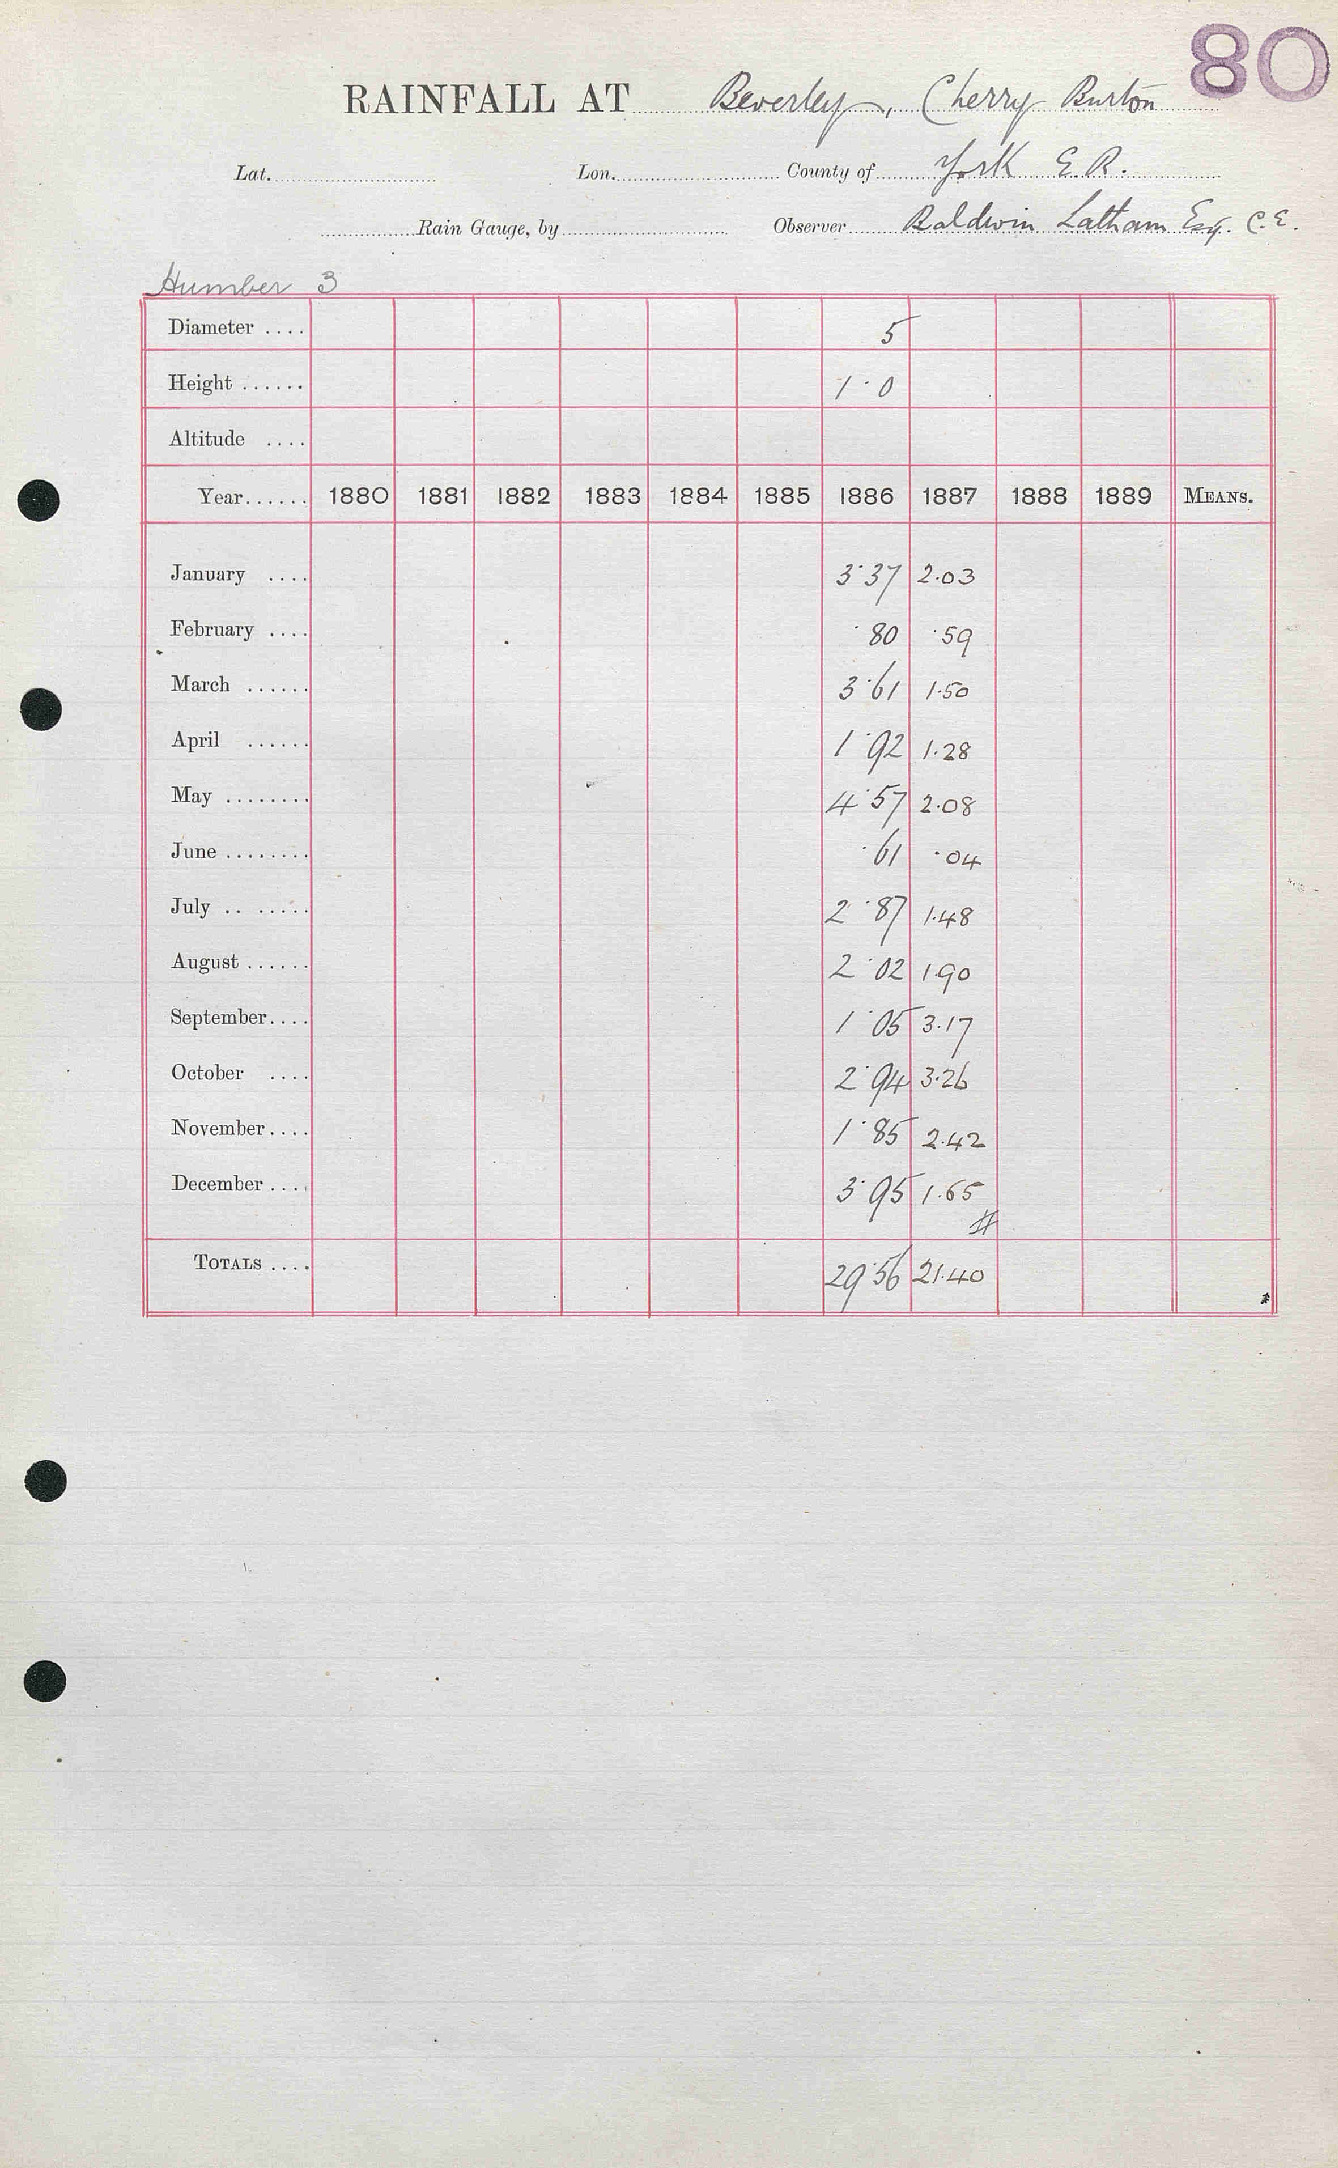 80
RAINFALL AT Beverley, Cherry Burton
Lat. Lon. County of York E.R.
Rain Gauge, by Observer Baldwin Latham Esq. C.E.
Humber 3
Diameter .... 5
Height ...... 1·0
Altitude ....
Year...... 1880 1881 1882 1883 1884 1885 1886 1887 1888 1889 MEANS.
January .... 3·37 2·03
February .... ·80 ·59
March ...... 3·61 1·50
April ...... 1·92 1·28
May ........ 4·57 2·08
June ........ ·61 ·04
July .. ..... 2·87 1·48
August ...... 2·02 1·90
September.... 1·05 3·17
October .... 2·94 3·26
November.... 1·85 2·42
December .... 3·95 1·65
#
TOTALS .... 29·56 21·40